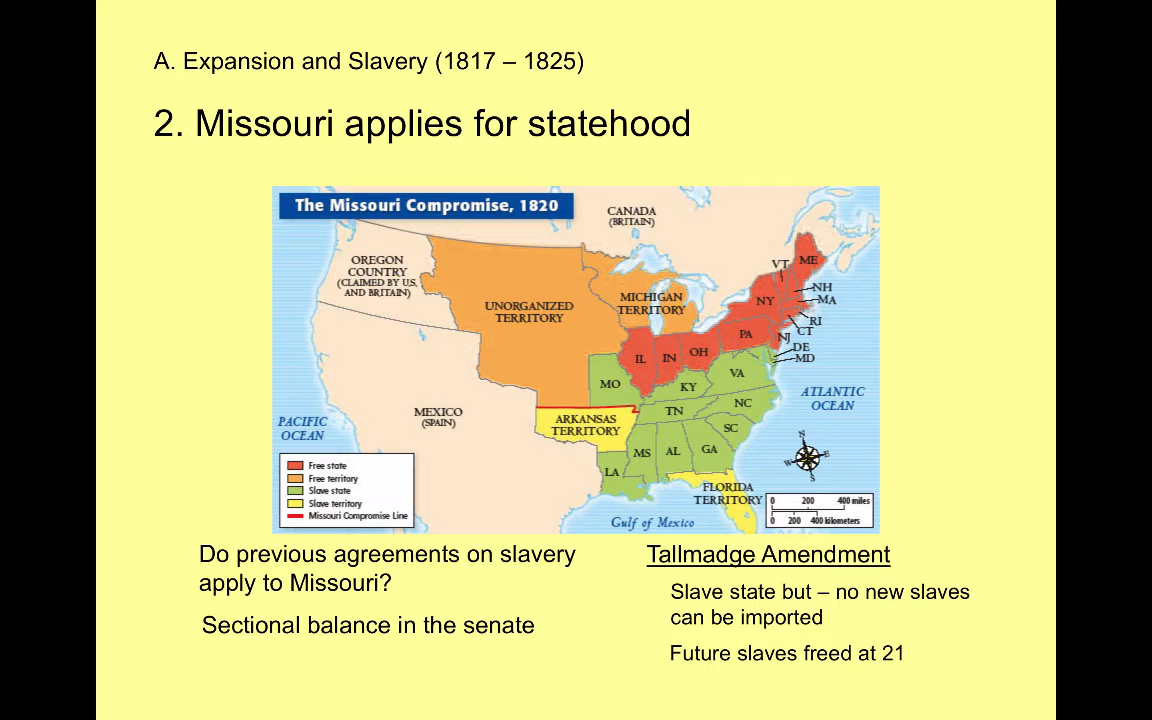 A. Expansion and Slavery (1817 – 1825)
2. Missouri applies for statehood
The Missouri Compromise, 1820
CANADA
(BRITAIN)
OREGON
COUNTRY
(CLAIMED BY U.S.
AND BRITAIN)
UNORGANIZED
TERRITORY
MICHIGAN
TERRITORY
VT
ME
NH
MA
NY
RI
CT
PA
NJ
DE
MD
IL
IN
OH
MO
KY
VA
ATLANTIC
OCEAN
MEXICO
(SPAIN)
PACIFIC
OCEAN
ARKANSAS
TERRITORY
TN
NC
SC
MS
AL
GA
LA
FLORIDA
TERRITORY
Gulf of Mexico
N
W
E
S
Free state
Free territory
Slave state
Slave territory
Missouri Compromise Line
0 200 400 miles
0 200 400 kilometers
Do previous agreements on slavery
apply to Missouri?
Sectional balance in the senate
Tallmadge Amendment
Slave state but – no new slaves
can be imported
Future slaves freed at 21